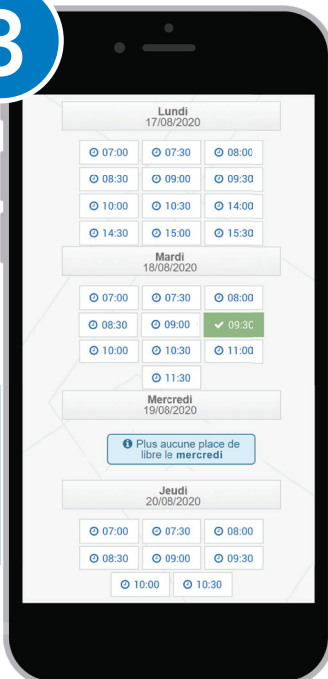 3
Lundi
17/08/2020
07:00 07:30 08:00
08:30 09:00 09:30
10:00 10:30 14:00
14:30 15:00 15:30
Mardi
18/08/2020
07:00 07:30 08:00
08:30 09:00 09:30
10:00 10:30 11:00
11:30
Mercredi
19/08/2020
Plus aucune place de
libre le mercredi
Jeudi
20/08/2020
07:00 07:30 08:00
08:30 09:00 09:30
10:00 10:30